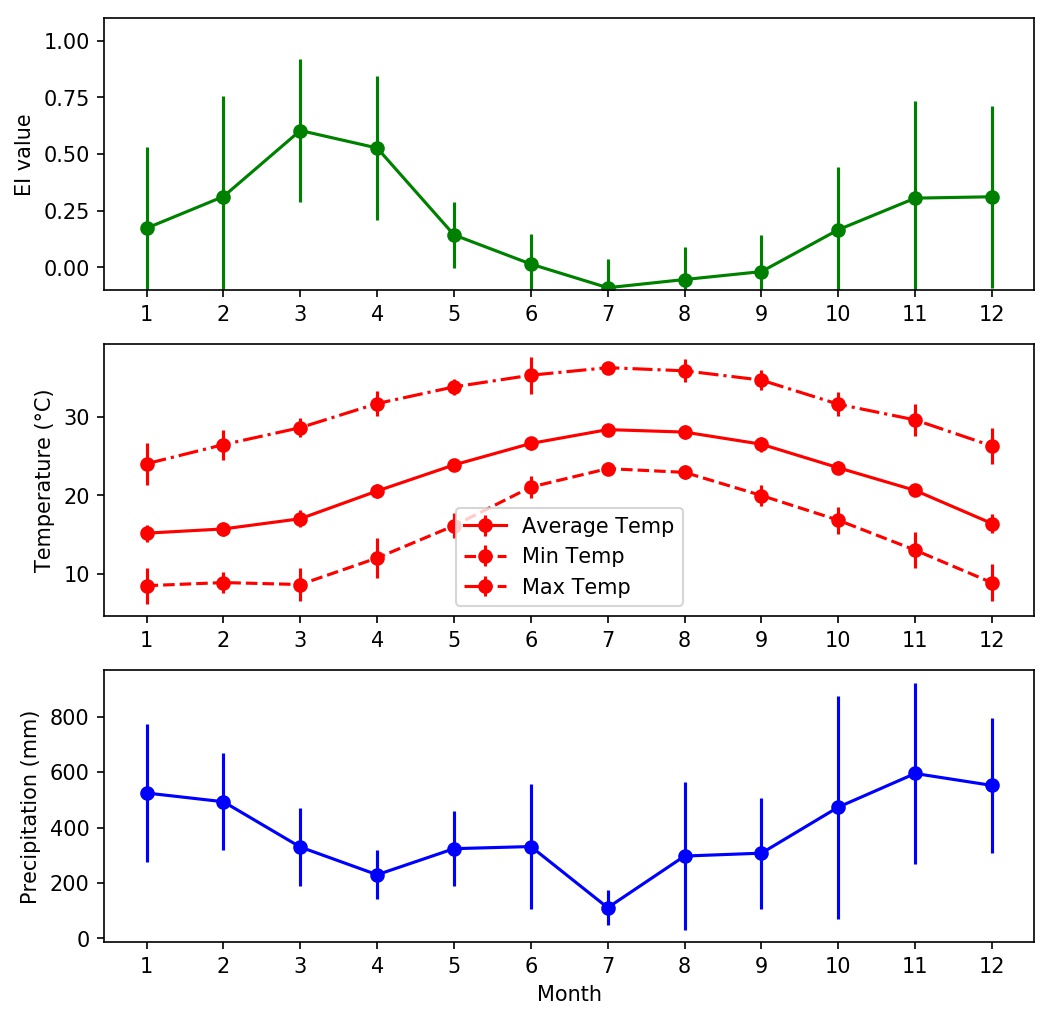 EI value
1.00
0.75
0.50
0.25
0.00
1 2 3 4 5 6 7 8 9 10 11 12
Temperature (°C)
30
20
10
Average Temp
Min Temp
Max Temp
1 2 3 4 5 6 7 8 9 10 11 12
Precipitation (mm)
800
600
400
200
0
1 2 3 4 5 6 7 8 9 10 11 12
Month